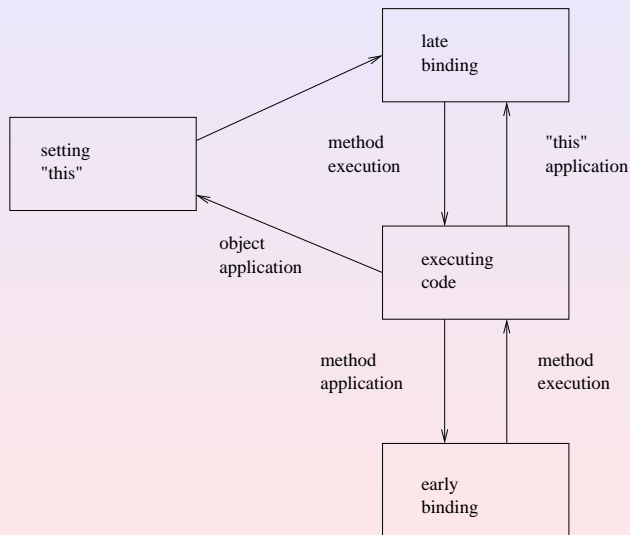 late
binding
setting
"this"
method
execution
"this"
application
object
application
executing
code
method
application
method
execution
early
binding